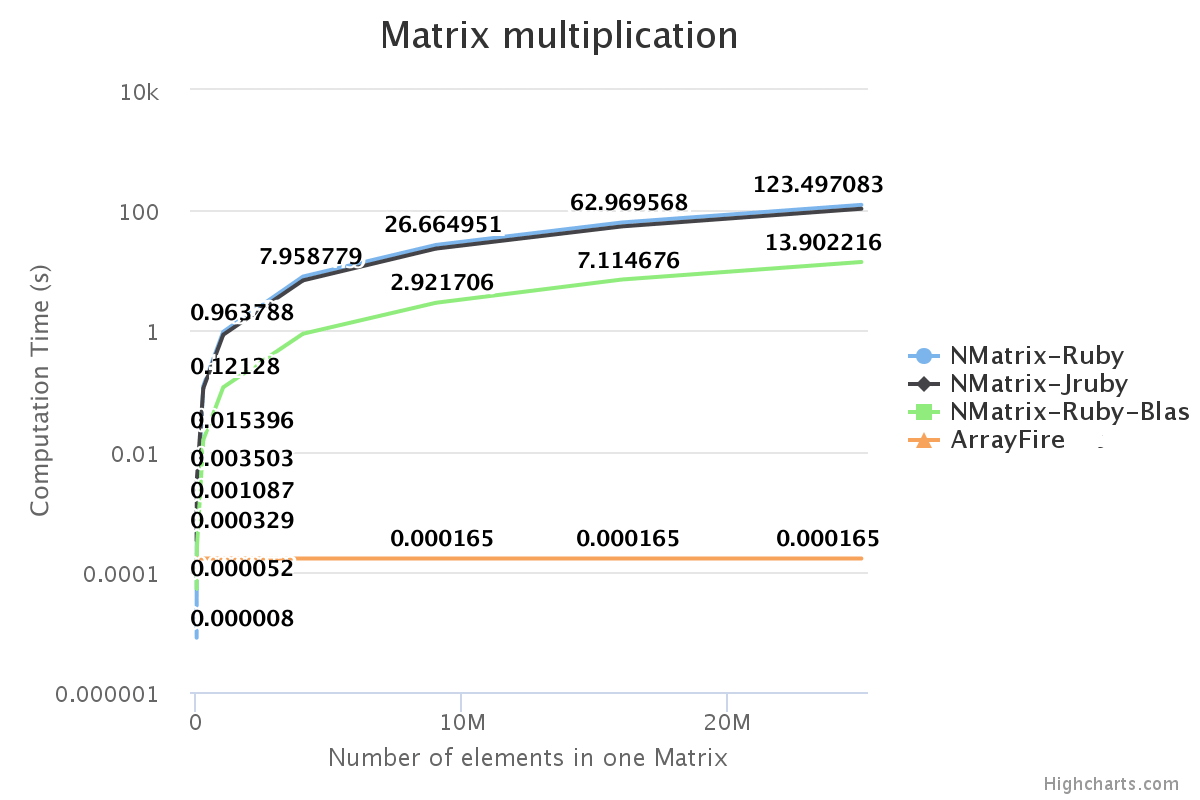 Matrix multiplication
10k
100
1
0.01
0.0001
0.000001
Computation Time (s)
123.497083
62.969568
26.664951
7.958779
13.902216
7.114676
2.921706
0.963788
0.12128
0.015396
0.003503
0.001087
0.000329
0.000165
0.000165
0.000165
0.000052
0.000008
0
10M
20M
Number of elements in one Matrix
NMatrix-Ruby
NMatrix-Jruby
NMatrix-Ruby-Blas
ArrayFire
Highcharts.com